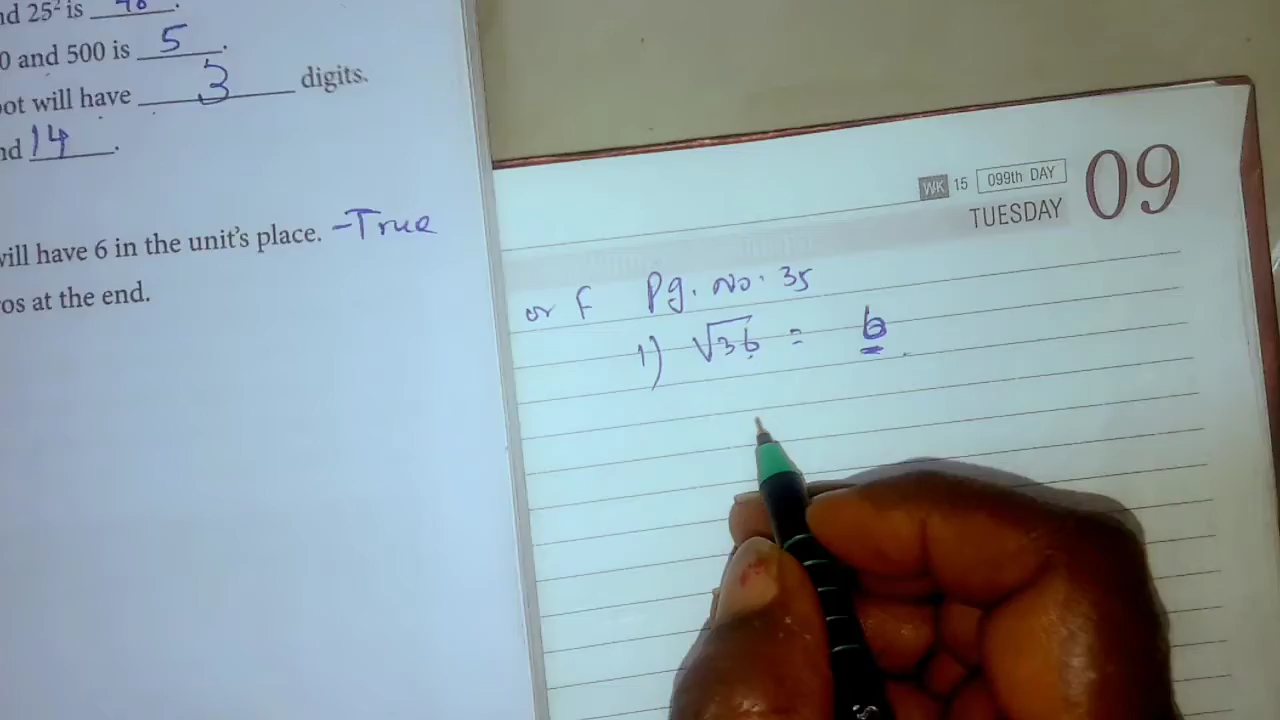 nd 25² is
0 and 500 is 5.
oot will have 3 digits.
nd 14.
will have 6 in the unit's place. -True
ros at the end.
WK 15 099th DAY 09
TUESDAY
or F Pg. No. 35
1) √36 = 6.